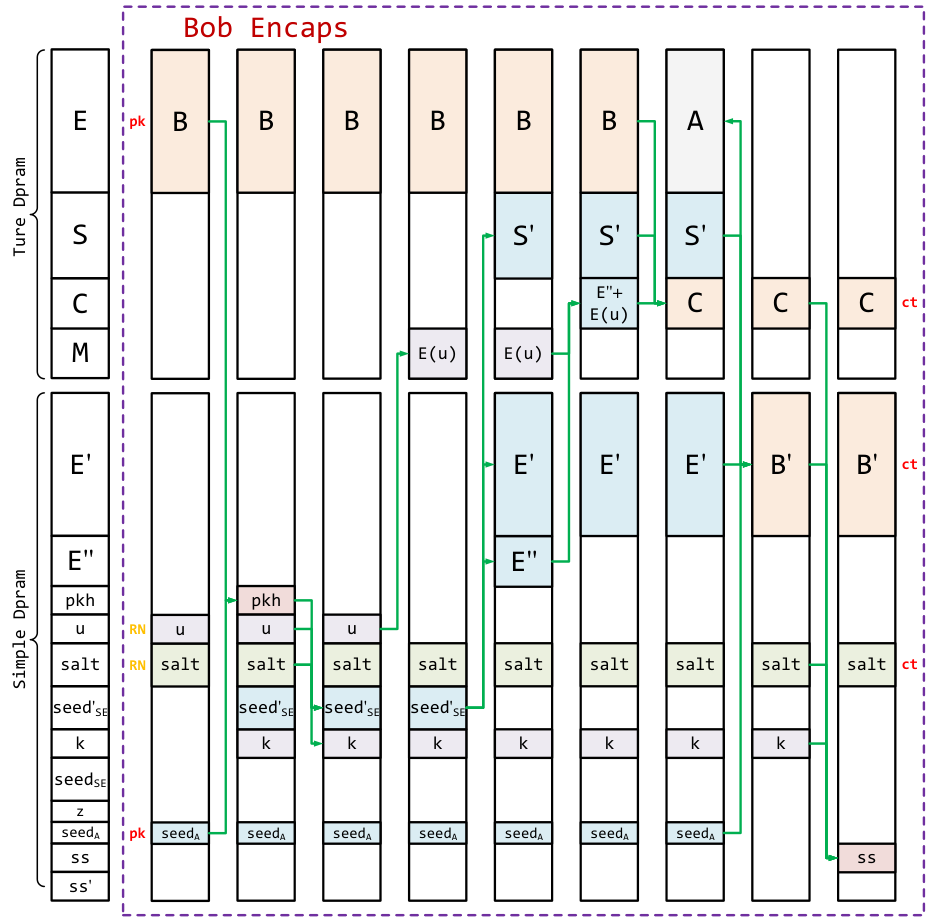 Bob Encaps
E
pk
B
B
B
B
B
B
A
Ture Dpram
S
S'
S'
S'
C
E"+
E(u)
C
C
C
ct
M
E(u)
E(u)
E'
E'
E'
E'
B'
B'
ct
E"
E"
Simple Dpram
pkh
pkh
u
RN
u
u
u
salt
RN
salt
salt
salt
salt
salt
salt
salt
salt
salt
ct
seed'SE
seed'SE
seed'SE
seed'SE
k
k
k
k
k
k
k
k
seedSE
z
seedA
pk
seedA
seedA
seedA
seedA
seedA
seedA
seedA
ss
ss
ss'